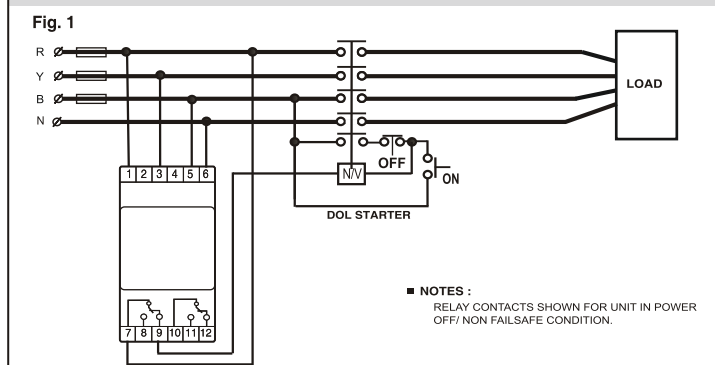 Fig. 1
R
Y
B
N
LOAD
OFF
ON
N/V
DOL STARTER
1 2 3 4 5 6
7 8 9 10 11 12
■ NOTES :
RELAY CONTACTS SHOWN FOR UNIT IN POWER
OFF/ NON FAILSAFE CONDITION.